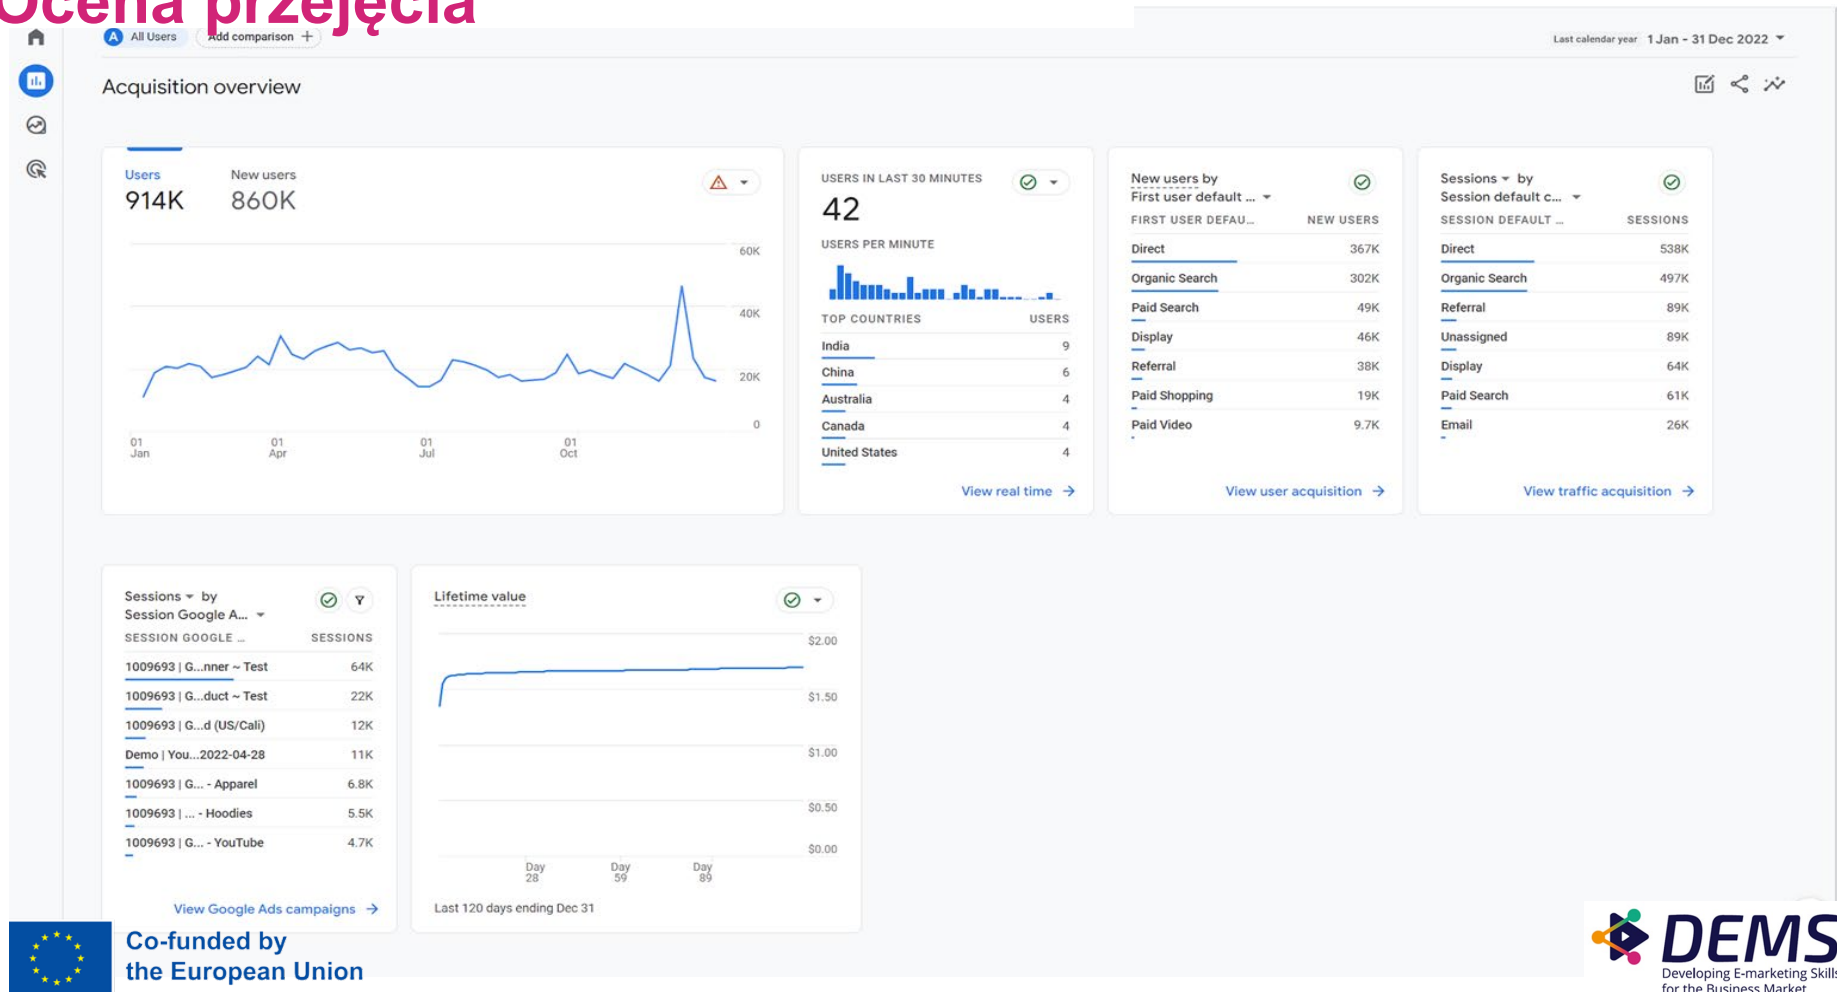 Ocena przejęcia
A All Users Add comparison +
Last calendar year 1 Jan - 31 Dec 2022
Acquisition overview
Users New users
914K 860K
60K
40K
20K
0
01 Jan
01 Apr
01 Jul
01 Oct
USERS IN LAST 30 MINUTES
42
USERS PER MINUTE
TOP COUNTRIES USERS
India 9
China 6
Australia 4
Canada 4
United States 4
View real time →
New users by
First user default ...
FIRST USER DEFAU... NEW USERS
Direct 367K
Organic Search 302K
Paid Search 49K
Display 46K
Referral 38K
Paid Shopping 19K
Paid Video 9.7K
View user acquisition →
Sessions by
Session default c...
SESSION DEFAULT ... SESSIONS
Direct 538K
Organic Search 497K
Referral 89K
Unassigned 89K
Display 64K
Paid Search 61K
Email 26K
View traffic acquisition →
Sessions by
Session Google A...
SESSION GOOGLE ... SESSIONS
1009693 | G...nner ~ Test 64K
1009693 | G...duct ~ Test 22K
1009693 | G...d (US/Cali) 12K
Demo | You...2022-04-28 11K
1009693 | G... - Apparel 6.8K
1009693 | ... - Hoodies 5.5K
1009693 | G... - YouTube 4.7K
View Google Ads campaigns →
Lifetime value
$2.00
$1.50
$1.00
$0.50
$0.00
Day 28
Day 59
Day 89
Last 120 days ending Dec 31
Co-funded by
the European Union
DEMS
Developing E-marketing Skills
for the Business Market